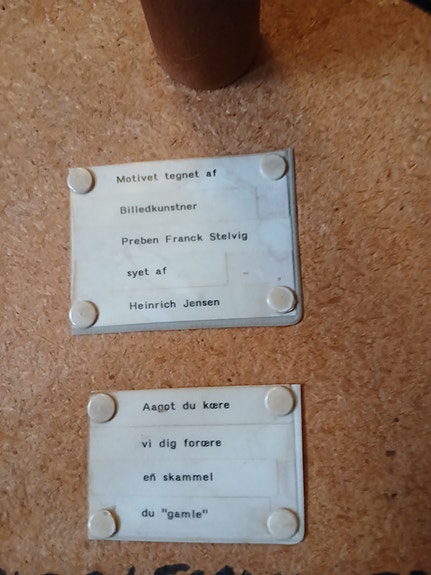 Motivet tegnet af
Billedkunstner
Preben Franck Stelvig
syet af
Heinrich Jensen
Aagot du kære
vi dig forære
eñ skammel
du "gamle"